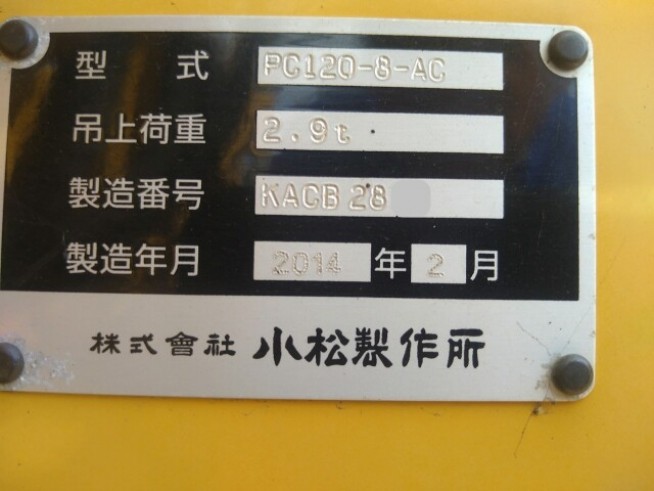 型 式 PC120-8-AC
吊上荷重 2.9t
製造番号 KACB 28
製造年月 2014 年 2 月
株式會社 小松製作所